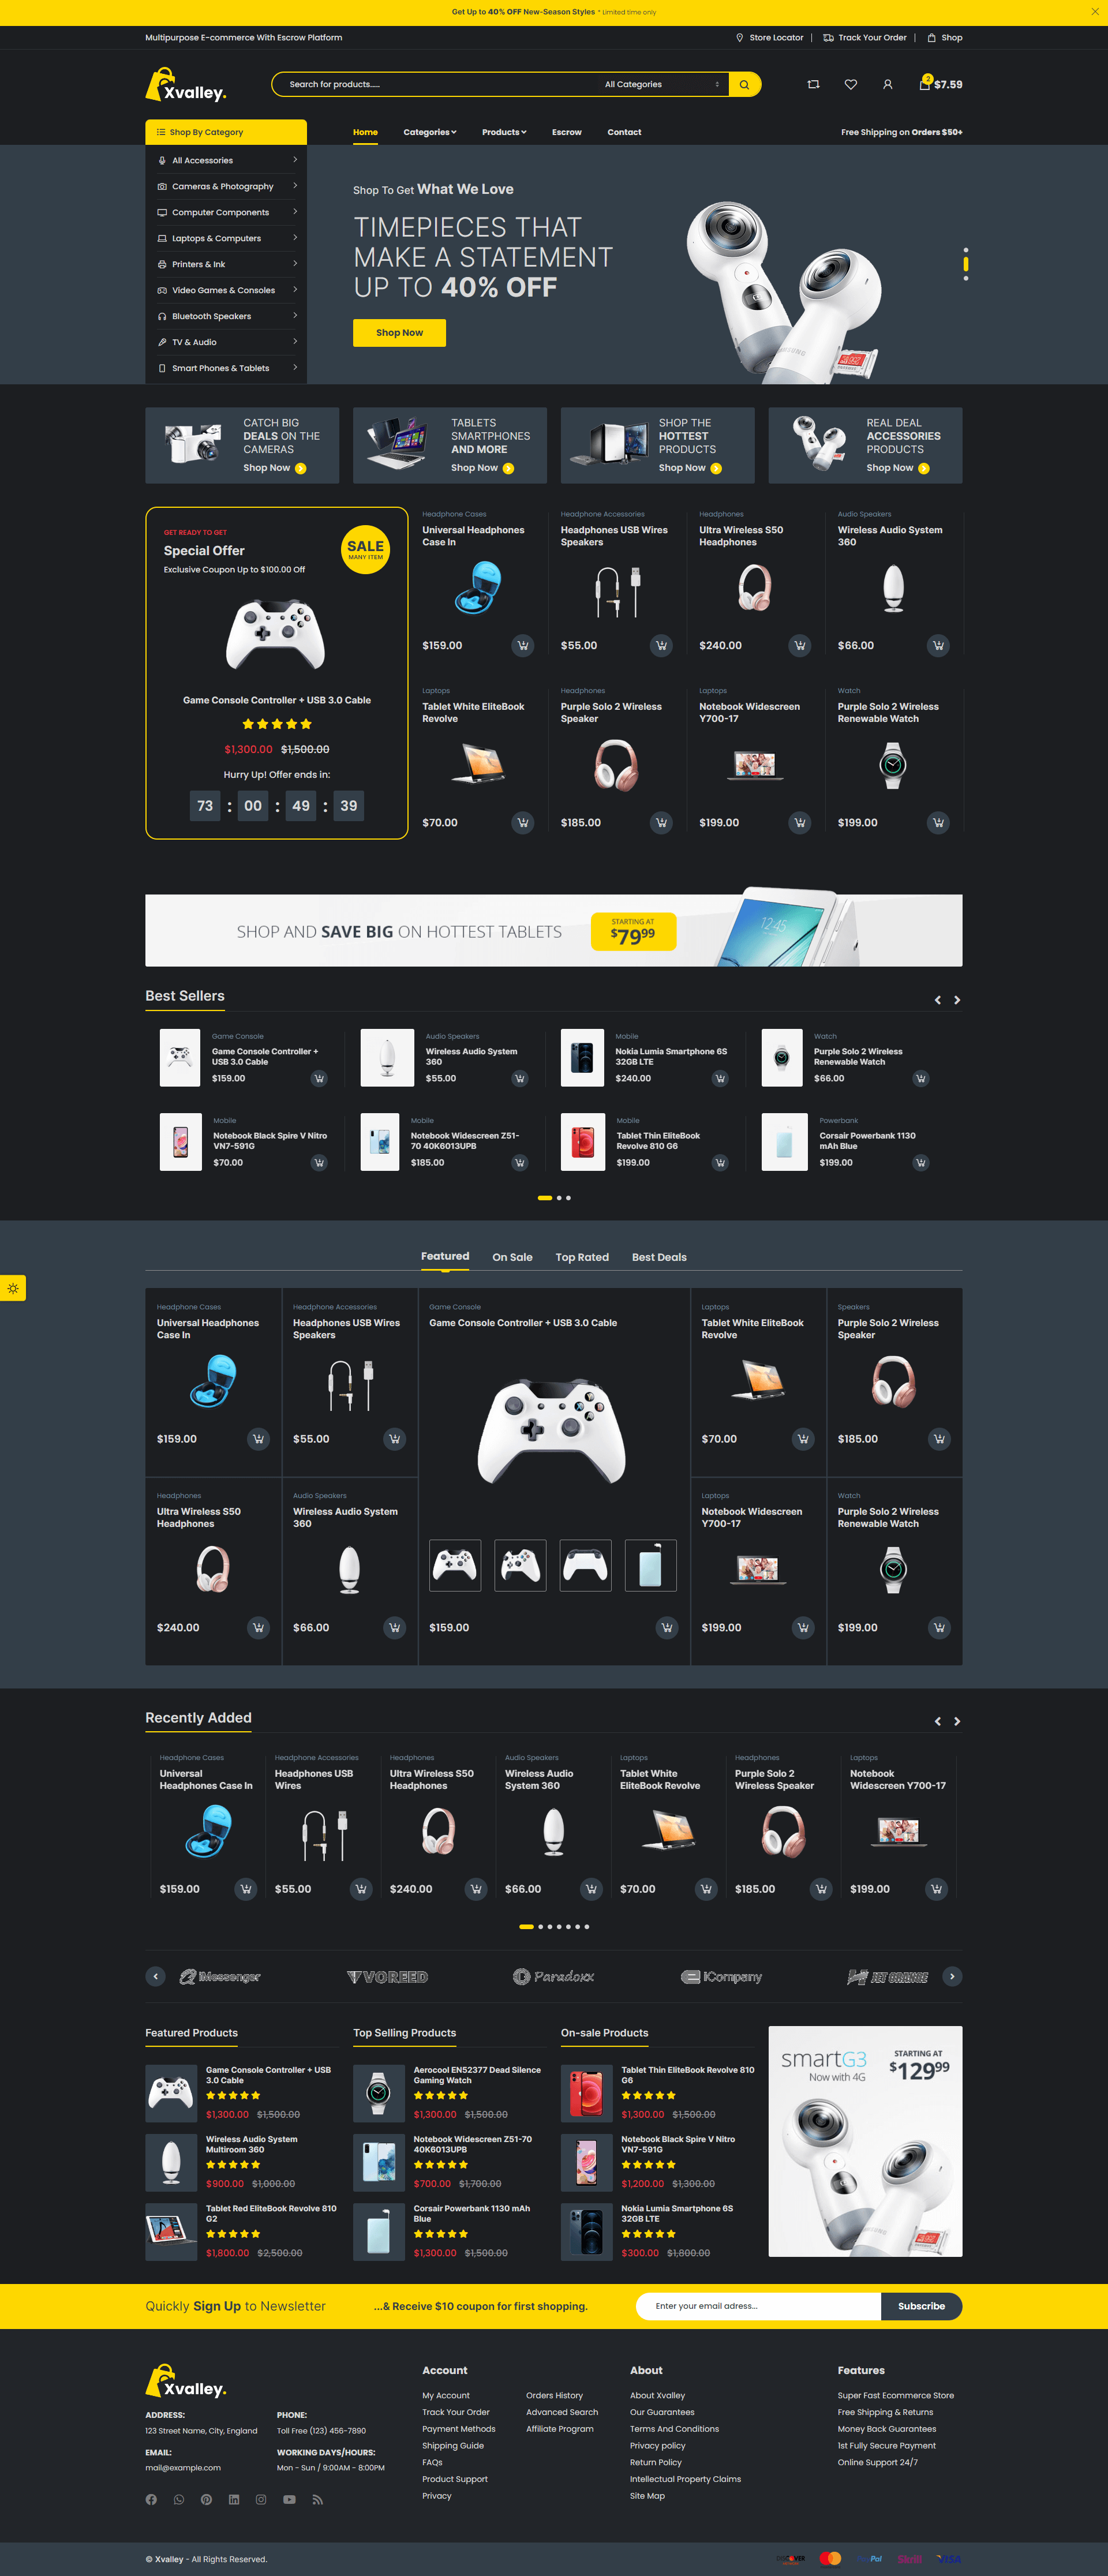 Get Up to 40% OFF New-Season Styles * Limited time only
Multipurpose E-commerce With Escrow Platform
Store Locator
Track Your Order
Shop
Xvalley.
Search for products.....
All Categories
2
$7.59
Shop By Category
Home
Categories
Products
Escrow
Contact
Free Shipping on Orders $50+
All Accessories
Cameras & Photography
Computer Components
Laptops & Computers
Printers & Ink
Video Games & Consoles
Bluetooth Speakers
TV & Audio
Smart Phones & Tablets
Shop To Get What We Love
TIMEPIECES THAT
MAKE A STATEMENT
UP TO 40% OFF
Shop Now
CATCH BIG
DEALS ON THE
CAMERAS
Shop Now
TABLETS
SMARTPHONES
AND MORE
Shop Now
SHOP THE
HOTTEST
PRODUCTS
Shop Now
REAL DEAL
ACCESSORIES
PRODUCTS
Shop Now
GET READY TO GET
Special Offer
Exclusive Coupon Up to $100.00 Off
SALE
MANY ITEM
Game Console Controller + USB 3.0 Cable
$1,300.00 $1,500.00
Hurry Up! Offer ends in:
73 : 00 : 49 : 39
Headphone Cases
Universal Headphones
Case In
$159.00
Headphone Accessories
Headphones USB Wires
Speakers
$55.00
Headphones
Ultra Wireless S50
Headphones
$240.00
Audio Speakers
Wireless Audio System
360
$66.00
Laptops
Tablet White EliteBook
Revolve
$70.00
Headphones
Purple Solo 2 Wireless
Speaker
$185.00
Laptops
Notebook Widescreen
Y700-17
$199.00
Watch
Purple Solo 2 Wireless
Renewable Watch
$199.00
SHOP AND SAVE BIG ON HOTTEST TABLETS
STARTING AT
$7999
12:45
Best Sellers
Game Console
Game Console Controller +
USB 3.0 Cable
$159.00
Audio Speakers
Wireless Audio System
360
$55.00
Mobile
Nokia Lumia Smartphone 6S
32GB LTE
$240.00
Watch
Purple Solo 2 Wireless
Renewable Watch
$66.00
Mobile
Notebook Black Spire V Nitro
VN7-591G
$70.00
Mobile
Notebook Widescreen Z51-
70 40K6013UPB
$185.00
Mobile
Tablet Thin EliteBook
Revolve 810 G6
$199.00
Powerbank
Corsair Powerbank 1130
mAh Blue
$199.00
Featured
On Sale
Top Rated
Best Deals
Headphone Cases
Universal Headphones
Case In
$159.00
Headphone Accessories
Headphones USB Wires
Speakers
$55.00
Game Console
Game Console Controller + USB 3.0 Cable
$159.00
Laptops
Tablet White EliteBook
Revolve
$70.00
Speakers
Purple Solo 2 Wireless
Speaker
$185.00
Headphones
Ultra Wireless S50
Headphones
$240.00
Audio Speakers
Wireless Audio System
360
$66.00
Laptops
Notebook Widescreen
Y700-17
$199.00
Watch
Purple Solo 2 Wireless
Renewable Watch
$199.00
Recently Added
Headphone Cases
Universal
Headphones Case In
$159.00
Headphone Accessories
Headphones USB
Wires
$55.00
Headphones
Ultra Wireless S50
Headphones
$240.00
Audio Speakers
Wireless Audio
System 360
$66.00
Laptops
Tablet White
EliteBook Revolve
$70.00
Headphones
Purple Solo 2
Wireless Speaker
$185.00
Laptops
Notebook
Widescreen Y700-17
$199.00
iMessenger
VOREED
Paradoxx
iCompany
JET ORANGE
Featured Products
Game Console Controller + USB
3.0 Cable
$1,300.00 $1,500.00
Wireless Audio System
Multiroom 360
$900.00 $1,000.00
Tablet Red EliteBook Revolve 810
G2
$1,800.00 $2,500.00
Top Selling Products
Aerocool EN52377 Dead Silence
Gaming Watch
$1,300.00 $1,500.00
Notebook Widescreen Z51-70
40K6013UPB
$700.00 $1,700.00
Corsair Powerbank 1130 mAh
Blue
$1,300.00 $1,500.00
On-sale Products
Tablet Thin EliteBook Revolve 810
G6
$1,300.00 $1,500.00
Notebook Black Spire V Nitro
VN7-591G
$1,200.00 $1,300.00
Nokia Lumia Smartphone 6S
32GB LTE
$300.00 $1,800.00
smartG3
Now with 4G
STARTING AT
$12999
Quickly Sign Up to Newsletter
...& Receive $10 coupon for first shopping.
Enter your email adress...
Subscribe
Xvalley.
ADDRESS:
123 Street Name, City, England
PHONE:
Toll Free (123) 456-7890
EMAIL:
mail@example.com
WORKING DAYS/HOURS:
Mon - Sun / 9:00AM - 8:00PM
Account
My Account
Track Your Order
Payment Methods
Shipping Guide
FAQs
Product Support
Privacy
Orders History
Advanced Search
Affiliate Program
About
About Xvalley
Our Guarantees
Terms And Conditions
Privacy policy
Return Policy
Intellectual Property Claims
Site Map
Features
Super Fast Ecommerce Store
Free Shipping & Returns
Money Back Guarantees
1st Fully Secure Payment
Online Support 24/7
© Xvalley - All Rights Reserved.
DISCOVER
PayPal
Skrill
VISA